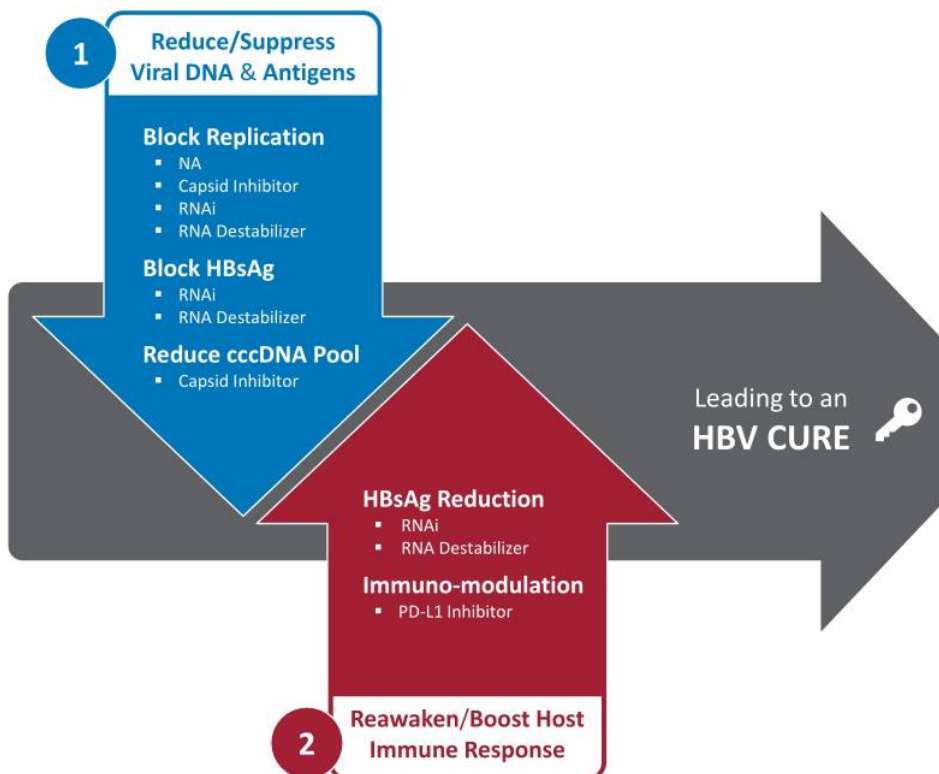 1
Reduce/Suppress
Viral DNA & Antigens
Block Replication
▪ NA
▪ Capsid Inhibitor
▪ RNAi
▪ RNA Destabilizer
Block HBsAg
▪ RNAi
▪ RNA Destabilizer
Reduce cccDNA Pool
▪ Capsid Inhibitor
HBsAg Reduction
▪ RNAi
▪ RNA Destabilizer
Immuno-modulation
▪ PD-L1 Inhibitor
2
Reawaken/Boost Host
Immune Response
Leading to an
HBV CURE